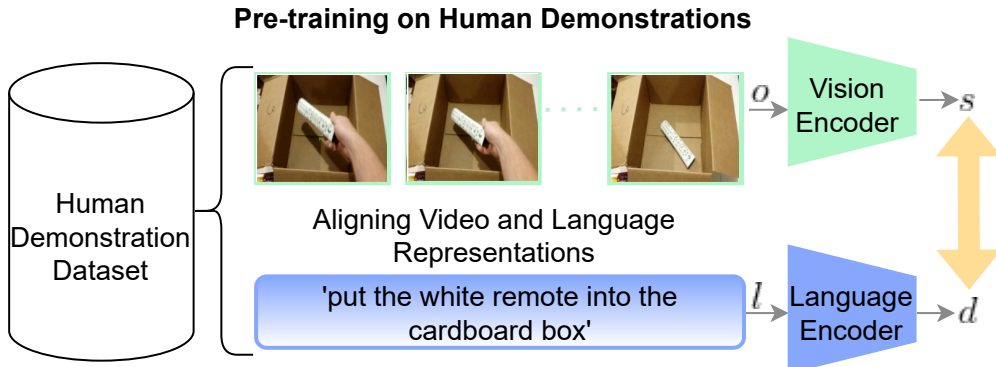 Pre-training on Human Demonstrations
Human
Demonstration
Dataset
o
Vision
Encoder
s
Aligning Video and Language
Representations
'put the white remote into the
cardboard box'
l
Language
Encoder
d